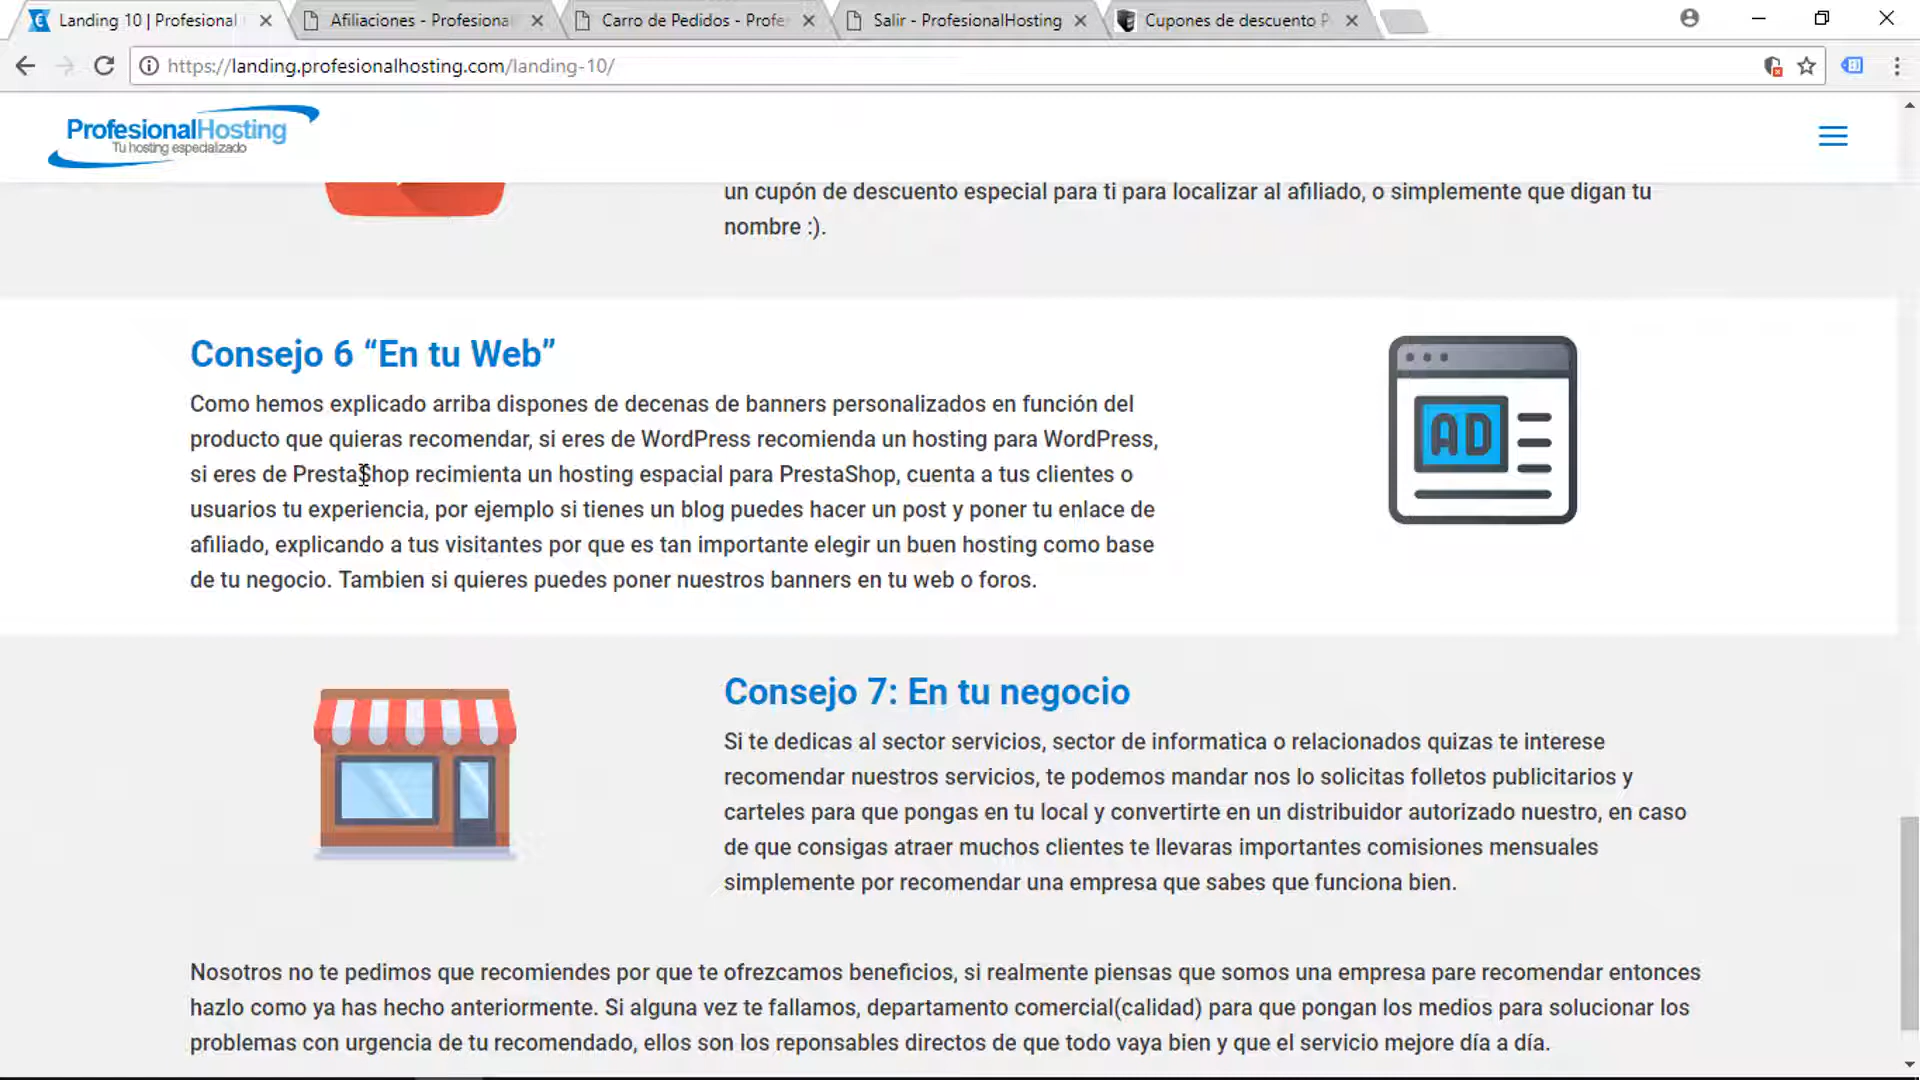 Landing 10 | Profesional
Afiliaciones - Profesiona
Carro de Pedidos - Profe
Salir - ProfesionalHosting
Cupones de descuento P
https://landing.profesionalhosting.com/landing-10/
ProfesionalHosting
Tu hosting especializado
un cupón de descuento especial para ti para localizar al afiliado, o simplemente que digan tu
nombre :).
Consejo 6 “En tu Web”
Como hemos explicado arriba dispones de decenas de banners personalizados en función del
producto que quieras recomendar, si eres de WordPress recomienda un hosting para WordPress,
si eres de PrestaShop recimienta un hosting espacial para PrestaShop, cuenta a tus clientes o
usuarios tu experiencia, por ejemplo si tienes un blog puedes hacer un post y poner tu enlace de
afiliado, explicando a tus visitantes por que es tan importante elegir un buen hosting como base
de tu negocio. Tambien si quieres puedes poner nuestros banners en tu web o foros.
AD
Consejo 7: En tu negocio
Si te dedicas al sector servicios, sector de informatica o relacionados quizas te interese
recomendar nuestros servicios, te podemos mandar nos lo solicitas folletos publicitarios y
carteles para que pongas en tu local y convertirte en un distribuidor autorizado nuestro, en caso
de que consigas atraer muchos clientes te llevaras importantes comisiones mensuales
simplemente por recomendar una empresa que sabes que funciona bien.
Nosotros no te pedimos que recomiendes por que te ofrezcamos beneficios, si realmente piensas que somos una empresa pare recomendar entonces
hazlo como ya has hecho anteriormente. Si alguna vez te fallamos, departamento comercial(calidad) para que pongan los medios para solucionar los
problemas con urgencia de tu recomendado, ellos son los reponsables directos de que todo vaya bien y que el servicio mejore día a día.